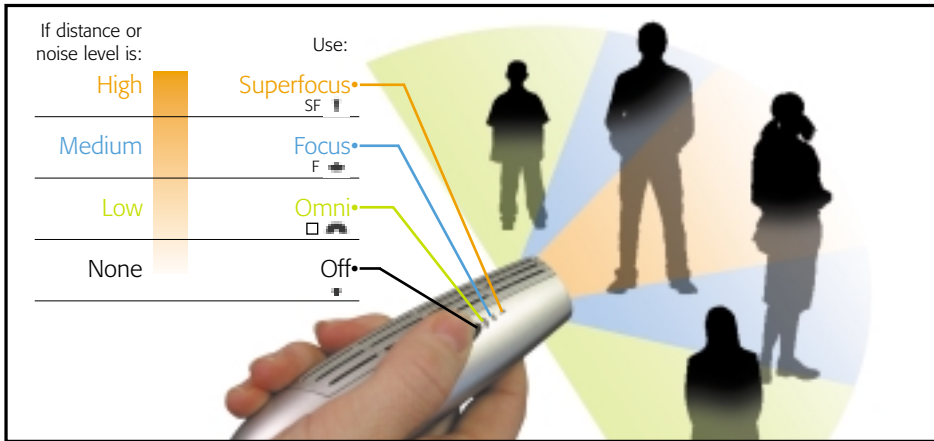 If distance or
noise level is:
Use:
High
Superfocus
SF
Medium
Focus
F
Low
Omni
None
Off